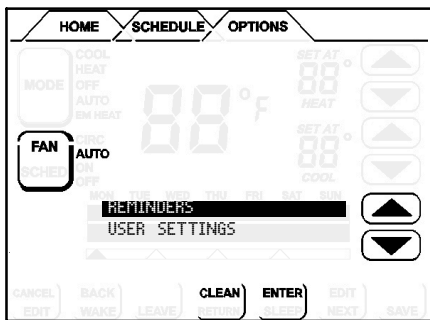 HOME SCHEDULE OPTIONS
COOL
HEAT
MODE OFF
AUTO
EM HEAT
SET AT
88°
HEAT
88°F
FAN
CIRC
AUTO
SCHED ON
OFF
SET AT
88°
COOL
MON TUE WED THU FRI SAT SUN
REMINDERS
USER SETTINGS
CANCEL BACK CLEAN ENTER EDIT
EDIT WAKE LEAVE RETURN SLEEP NEXT SAVE